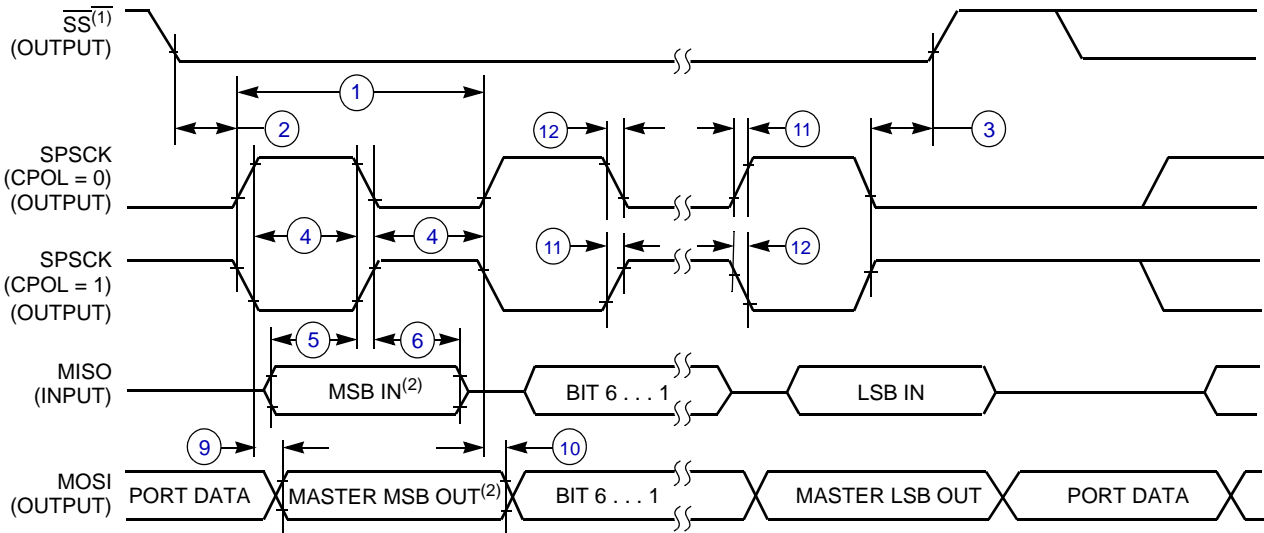 SS(1)
(OUTPUT)
1
2
12
11
3
SPSCK
(CPOL = 0)
(OUTPUT)
4
4
11
12
SPSCK
(CPOL = 1)
(OUTPUT)
5
6
MISO
(INPUT)
MSB IN(2)
BIT 6 . . . 1
LSB IN
9
10
MOSI
(OUTPUT)
PORT DATA
MASTER MSB OUT(2)
BIT 6 . . . 1
MASTER LSB OUT
PORT DATA